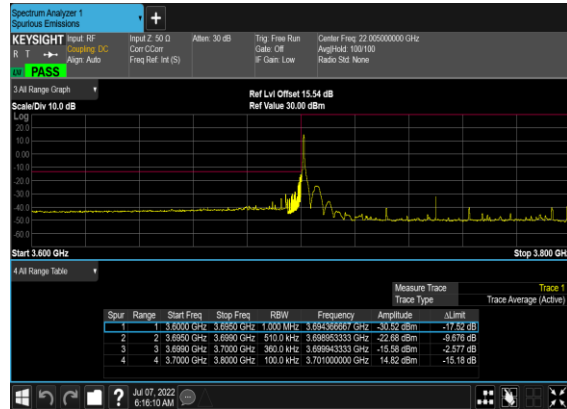 Spectrum Analyzer 1
Spurious Emissions
+
KEYSIGHT Input: RF Input Z: 50 Ω Atten: 30 dB Trig: Free Run Center Freq: 22.005000000 GHz
R T Coupling: DC Corr CCorr Gate: Off Avg|Hold: 100/100
Align: Auto Freq Ref: Int (S) IF Gain: Low Radio Std: None
PASS
3 All Range Graph Ref Lvl Offset 15.54 dB
Scale/Div 10.0 dB Ref Value 30.00 dBm
Log
20.0
10.00
0.00
-10.0
-20.0
-30.0
-40.0
-50.0
-60.0
Start 3.600 GHz Stop 3.800 GH
4 All Range Table
Measure Trace Trace 1
Trace Type Trace Average (Active)
Spur Range Start Freq Stop Freq RBW Frequency Amplitude ΔLimit
1 1 3.6000 GHz 3.6950 GHz 1.000 MHz 3.694366667 GHz -30.52 dBm -17.52 dB
2 2 3.6950 GHz 3.6990 GHz 510.0 kHz 3.698953333 GHz -22.68 dBm -9.676 dB
3 3 3.6990 GHz 3.7000 GHz 360.0 kHz 3.699943333 GHz -15.58 dBm -2.577 dB
4 4 3.7000 GHz 3.8000 GHz 100.0 kHz 3.701000000 GHz 14.82 dBm -15.18 dB
? Jul 07, 2022
6:16:10 AM